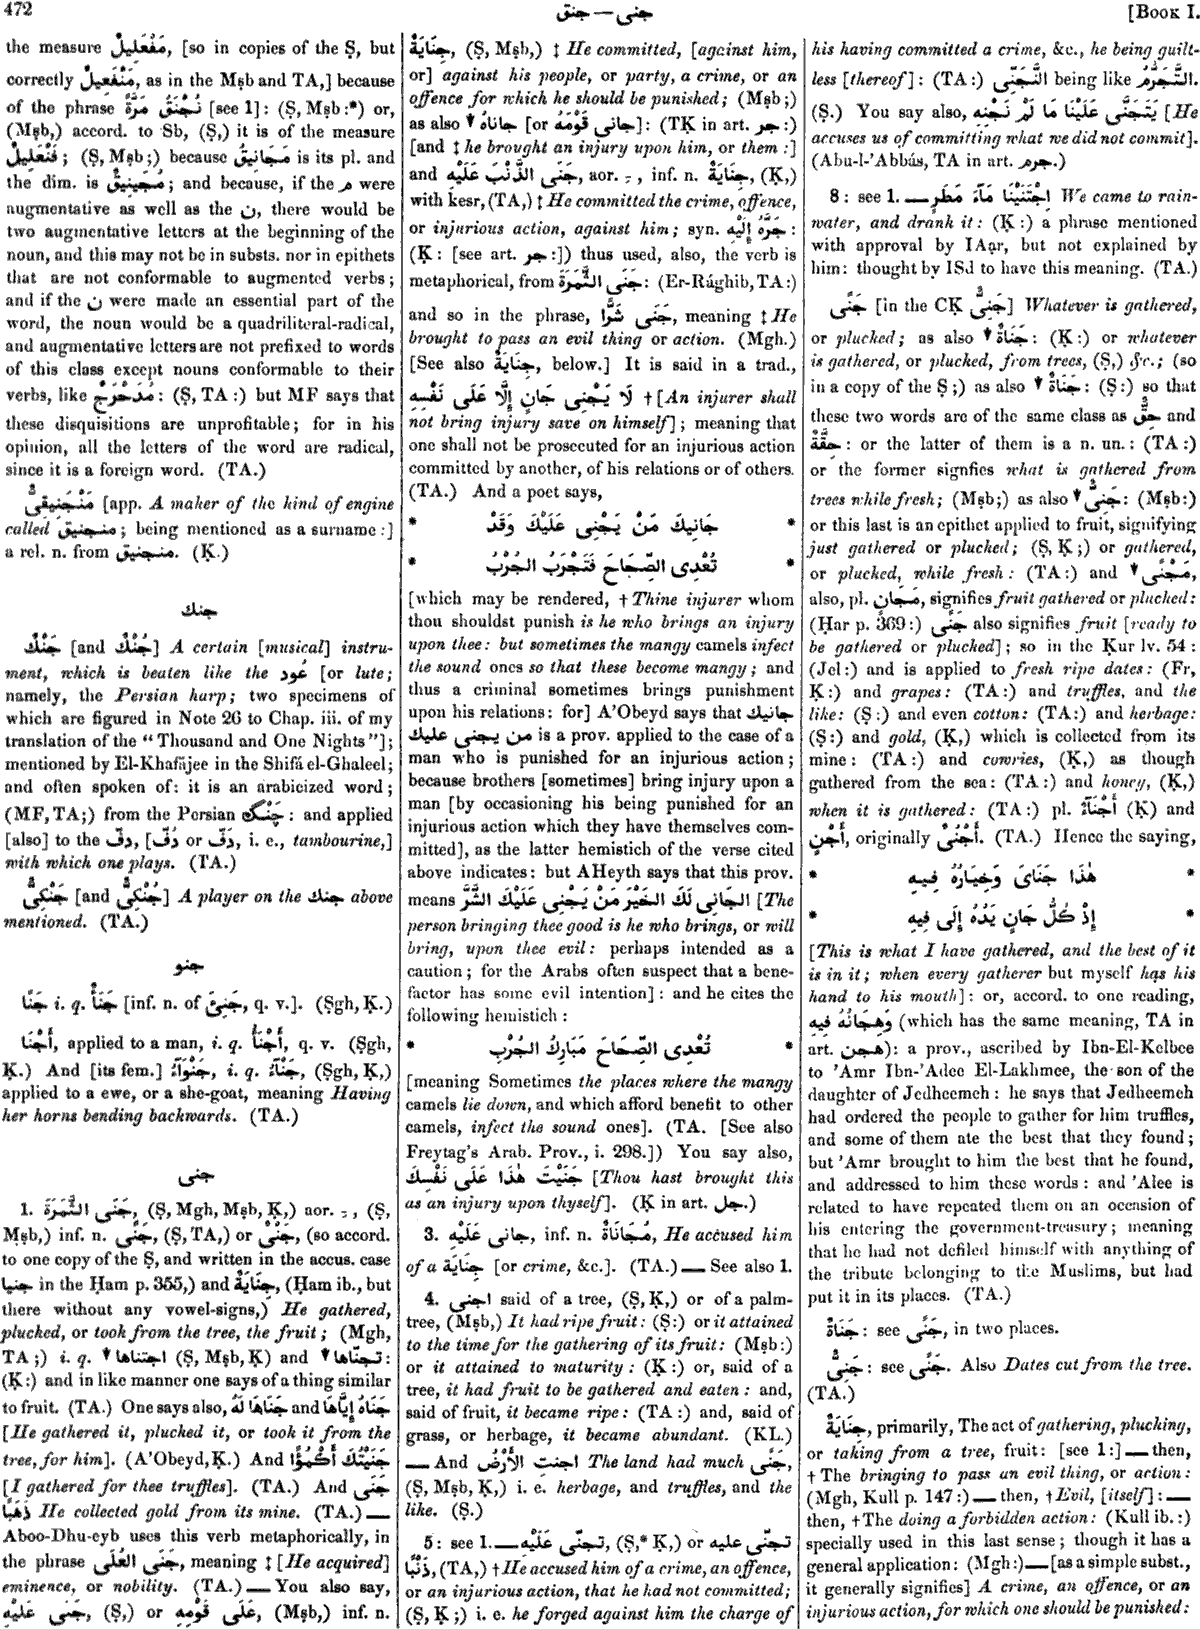 472
جنى — جنق
[BOOK I.
the measure مَفْعَلِيلٌ, [so in copies of the Ṣ, but
correctly مَنْفَعِيلٌ, as in the Mṣb and TA,] because
of the phrase نُجْنَقُ مَرَّةً [see 1]: (Ṣ, Mṣb:*) or,
(Mṣb,) accord. to Sb, (Ṣ,) it is of the measure
فَنْعَلِيلٌ; (Ṣ, Mṣb;) because مَجَانِيقُ is its pl. and
the dim. is مُجَيْنِيقٌ; and because, if the م were
augmentative as well as the ن, there would be
two augmentative letters at the beginning of the
noun, and this may not be in substs. nor in epithets
that are not conformable to augmented verbs;
and if the ن were made an essential part of the
word, the noun would be a quadriliteral-radical,
and augmentative letters are not prefixed to words
of this class except nouns conformable to their
verbs, like مُدَحْرِجٌ: (Ṣ, TA:) but MF says that
these disquisitions are unprofitable; for in his
opinion, all the letters of the word are radical,
since it is a foreign word. (TA.)
مَنْجَنِيقِىٌّ [app. A maker of the kind of engine
called منجنيق; being mentioned as a surname:]
a rel. n. from منجنيق. (Ḳ.)
جنك
جَنْكٌ [and جُنْكٌ] A certain [musical] instru-
ment, which is beaten like the عُود [or lute;
namely, the Persian harp; two specimens of
which are figured in Note 26 to Chap. iii. of my
translation of the “Thousand and One Nights”];
mentioned by El-Khafájee in the Shifá el-Ghaleel;
and often spoken of: it is an arabicized word;
(MF, TA;) from the Persian چَنْگ: and applied
[also] to the دفّ, [دُفّ or دَفّ, i. e., tambourine,]
with which one plays. (TA.)
جَنْكِىٌّ [and جُنْكِىٌّ] A player on the جنك above
mentioned. (TA.)
جنو
جَنًا i. q. جَنَأٌ [inf. n. of جَنِئَ, q. v.]. (Ṣgh, Ḳ.)
أَجْنَا, applied to a man, i. q. أَجْنَأُ, q. v. (Ṣgh,
Ḳ.) And [its fem.] جَنْوَآءُ, i. q. جَنْآءُ, (Ṣgh, Ḳ,)
applied to a ewe, or a she-goat, meaning Having
her horns bending backwards. (TA.)
جنى
1. جَنَى الثَّمَرَةَ, (Ṣ, Mgh, Mṣb, Ḳ,) aor. ـِ, (Ṣ,
Mṣb,) inf. n. جَنًى, (Ṣ, TA,) or جَنْىٌ, (so accord.
to one copy of the Ṣ, and written in the accus. case
جنيا in the Ḥam p. 355,) and جِنَايَةٌ, (Ḥam ib., but
there without any vowel-signs,) He gathered,
plucked, or took from the tree, the fruit; (Mgh,
TA;) i. q. ▾ اجتناها (Ṣ, Mṣb, Ḳ) and ▾ تجنّاها:
(Ḳ:) and in like manner one says of a thing similar
to fruit. (TA.) One says also, جَنَاهَا لَهُ and جَنَاهُ إِيَّاهَا
[He gathered it, plucked it, or took it from the
tree, for him]. (A’Obeyd, Ḳ.) And جَنَيْتُكَ أَكْمُؤًا
[I gathered for thee truffles]. (TA.) And جَنَى
ذَهَبًا He collected gold from its mine. (TA.) —
Aboo-Dhu-eyb uses this verb metaphorically, in
the phrase جَنَى العُلَى, meaning ‡ [He acquired]
eminence, or nobility. (TA.) — You also say,
جَنَى عَلَيْهِ, (Ṣ,) or عَلَى قَوْمِهِ, (Mṣb,) inf. n.
جِنَايَةٌ, (Ṣ, Mṣb,) ‡ He committed, [against him,
or] against his people, or party, a crime, or an
offence for which he should be punished; (Mṣb;)
as also ▾ جاناهُ [or جانى قَوْمَهُ]: (TḲ in art. جر:)
[and ‡ he brought an injury upon him, or them:]
and جَنَى الذَّنْبَ عَلَيْهِ, aor. ـِ, inf. n. جِنَايَةٌ, (Ḳ,)
with kesr, (TA,) ‡ He committed the crime, offence,
or injurious action, against him; syn. جَرَّهُ إِلَيْهِ:
(Ḳ: [see art. جر:]) thus used, also, the verb is
metaphorical, from جَنَى الثَّمَرَةَ: (Er-Rághib, TA:)
and so in the phrase, جَنَى شَرًّا, meaning ‡ He
brought to pass an evil thing or action. (Mgh.)
[See also جِنَايَةٌ, below.] It is said in a trad.,
لَا يَجْنِى جَانٍ إِلَّا عَلَى نَفْسِهِ † [An injurer shall
not bring injury save on himself]; meaning that
one shall not be prosecuted for an injurious action
committed by another, of his relations or of others.
(TA.) And a poet says,
* جَانِيكَ مَنْ يَجْنِى عَلَيْكَ وَقَدْ *
* تُعْدِى الصِّحَاحَ فَتَجْرَبُ الجُرْبُ *
[which may be rendered, † Thine injurer whom
thou shouldst punish is he who brings an injury
upon thee: but sometimes the mangy camels infect
the sound ones so that these become mangy; and
thus a criminal sometimes brings punishment
upon his relations: for] A’Obeyd says that جانيك
من يجنى عليك is a prov. applied to the case of a
man who is punished for an injurious action;
because brothers [sometimes] bring injury upon a
man [by occasioning his being punished for an
injurious action which they have themselves com-
mitted], as the latter hemistich of the verse cited
above indicates: but AHeyth says that this prov.
means الجَانِى لَكَ الخَيْرَ مَنْ يَجْنِى عَلَيْكَ الشَّرَّ [The
person bringing thee good is he who brings, or will
bring, upon thee evil: perhaps intended as a
caution; for the Arabs often suspect that a bene-
factor has some evil intention]: and he cites the
following hemistich:
* تُعْدِى الصِّحَاحَ مَبَارِكُ الجُرْبِ *
[meaning Sometimes the places where the mangy
camels lie down, and which afford benefit to other
camels, infect the sound ones]. (TA. [See also
Freytag’s Arab. Prov., i. 298.]) You say also,
جَنَيْتَ هٰذَا عَلَى نَفْسِكَ [Thou hast brought this
as an injury upon thyself]. (Ḳ in art. جل.)
3. جانى عَلَيْهِ, inf. n. مُجَانَاةٌ, He accused him
of a جِنَايَة [or crime, &c.]. (TA.) — See also 1.
4. اجنى said of a tree, (Ṣ, Ḳ,) or of a palm-
tree, (Mṣb,) It had ripe fruit: (Ṣ:) or it attained
to the time for the gathering of its fruit: (Mṣb:)
or it attained to maturity: (Ḳ:) or, said of a
tree, it had fruit to be gathered and eaten: and,
said of fruit, it became ripe: (TA:) and, said of
grass, or herbage, it became abundant. (KL.)
— And اجنت الأَرْضُ The land had much جَنًى,
(Ṣ, Mṣb, Ḳ,) i. e. herbage, and truffles, and the
like. (Ṣ.)
5: see 1.—تجنّى عَلَيْهِ, (Ṣ,* Ḳ,) or تجنّى عليه
ذَنْبًا, (TA,) † He accused him of a crime, an offence,
or an injurious action, that he had not committed;
(Ṣ, Ḳ;) i. e. he forged against him the charge of
his having committed a crime, &c., he being guilt-
less [thereof]: (TA:) التَّجَنِّى being like التَّجَرُّمُ.
(Ṣ.) You say also, يَتَجَنَّى عَلَيْنَا مَا لَمْ نَجْنِهِ [He
accuses us of committing what we did not commit].
(Abu-l-’Abbás, TA in art. جرم.)
8: see 1. — اِجْتَنَيْنَا مَآءَ مَطَرٍ We came to rain-
water, and drank it: (Ḳ:) a phrase mentioned
with approval by IAạr, but not explained by
him: thought by ISd to have this meaning. (TA.)
جَنًى [in the CḲ جَنِىٌّ] Whatever is gathered,
or plucked; as also ▾ جَنَاةٌ: (Ḳ:) or whatever
is gathered, or plucked, from trees, (Ṣ,) &c.; (so
in a copy of the Ṣ;) as also ▾ جَنَاةٌ: (Ṣ:) so that
these two words are of the same class as حَقٌّ and
حَقَّةٌ: or the latter of them is a n. un.: (TA:)
or the former signfies what is gathered from
trees while fresh; (Mṣb;) as also ▾ جَنِىٌّ: (Mṣb:)
or this last is an epithet applied to fruit, signifying
just gathered or plucked; (Ṣ, Ḳ;) or gathered,
or plucked, while fresh: (TA:) and ▾ مَجْنًى,
also, pl. مَجَانٍ, signifies fruit gathered or plucked:
(Ḥar p. 369:) جَنًى also signifies fruit [ready to
be gathered or plucked]; so in the Ḳur lv. 54:
(Jel:) and is applied to fresh ripe dates: (Fr,
Ḳ:) and grapes: (TA:) and truffles, and the
like: (Ṣ:) and even cotton: (TA:) and herbage:
(Ṣ:) and gold, (Ḳ,) which is collected from its
mine: (TA:) and cowries, (Ḳ,) as though
gathered from the sea: (TA:) and honey, (Ḳ,)
when it is gathered: (TA:) pl. أَجْنَآءٌ (Ḳ) and
أَجْنٍ, originally أَجْنُىٌ. (TA.) Hence the saying,
* هٰذَا جَنَاىَ وَخِيَارُهُ فِيهِ *
* إِذْ كُلُّ جَانٍ يَدُهُ إِلَى فِيهِ *
[This is what I have gathered, and the best of it
is in it; when every gatherer but myself has his
hand to his mouth]: or, accord. to one reading,
وَهِجَانُهُ فِيهِ (which has the same meaning, TA in
art. هجن): a prov., ascribed by Ibn-El-Kelbee
to ’Amr Ibn-’Adee El-Lakhmee, the son of the
daughter of Jedheemeh: he says that Jedheemeh
had ordered the people to gather for him truffles,
and some of them ate the best that they found;
but ’Amr brought to him the best that he found,
and addressed to him these words: and ’Alee is
related to have repeated them on an occasion of
his entering the government-treasury; meaning
that he had not defiled himself with anything of
the tribute belonging to the Muslims, but had
put it in its places. (TA.)
جَنَاةٌ: see جَنًى, in two places.
جَنِىٌّ: see جَنًى. Also Dates cut from the tree.
(TA.)
جِنَايَةٌ, primarily, The act of gathering, plucking,
or taking from a tree, fruit: [see 1:] — then,
† The bringing to pass an evil thing, or action:
(Mgh, Kull p. 147:) — then, † Evil, [itself]: —
then, † The doing a forbidden action: (Kull ib.:)
specially used in this last sense; though it has a
general application: (Mgh:) — [as a simple subst.,
it generally signifies] A crime, an offence, or an
injurious action, for which one should be punished: